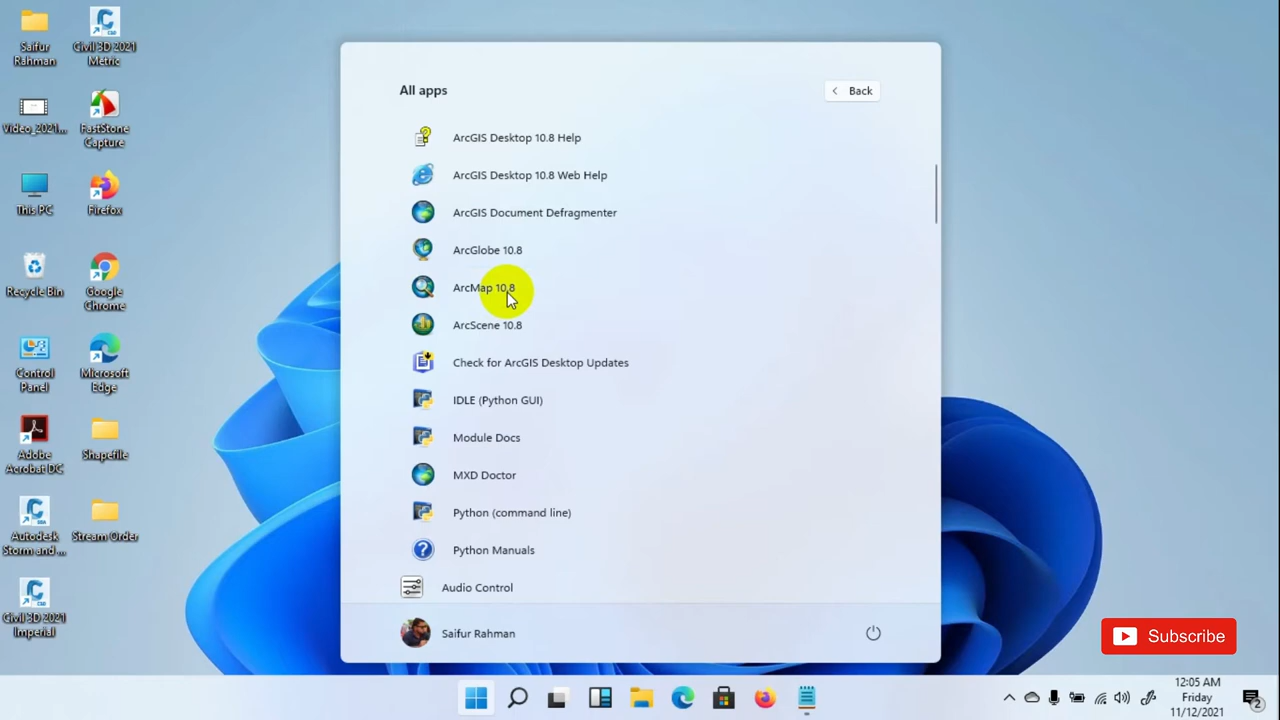 Saifur
Rahman
Civil 3D 2021
Metric
Video_2021...
FastStone
Capture
This PC
Firefox
Recycle Bin
Google
Chrome
Control
Panel
Microsoft
Edge
Adobe
Acrobat DC
Shapefile
Autodesk
Storm and ...
Stream Order
Civil 3D 2021
Imperial
All apps
Back
ArcGIS Desktop 10.8 Help
ArcGIS Desktop 10.8 Web Help
ArcGIS Document Defragmenter
ArcGlobe 10.8
ArcMap 10.8
ArcScene 10.8
Check for ArcGIS Desktop Updates
IDLE (Python GUI)
Module Docs
MXD Doctor
Python (command line)
Python Manuals
Audio Control
Saifur Rahman
Subscribe
12:05 AM
Friday
11/12/2021
2